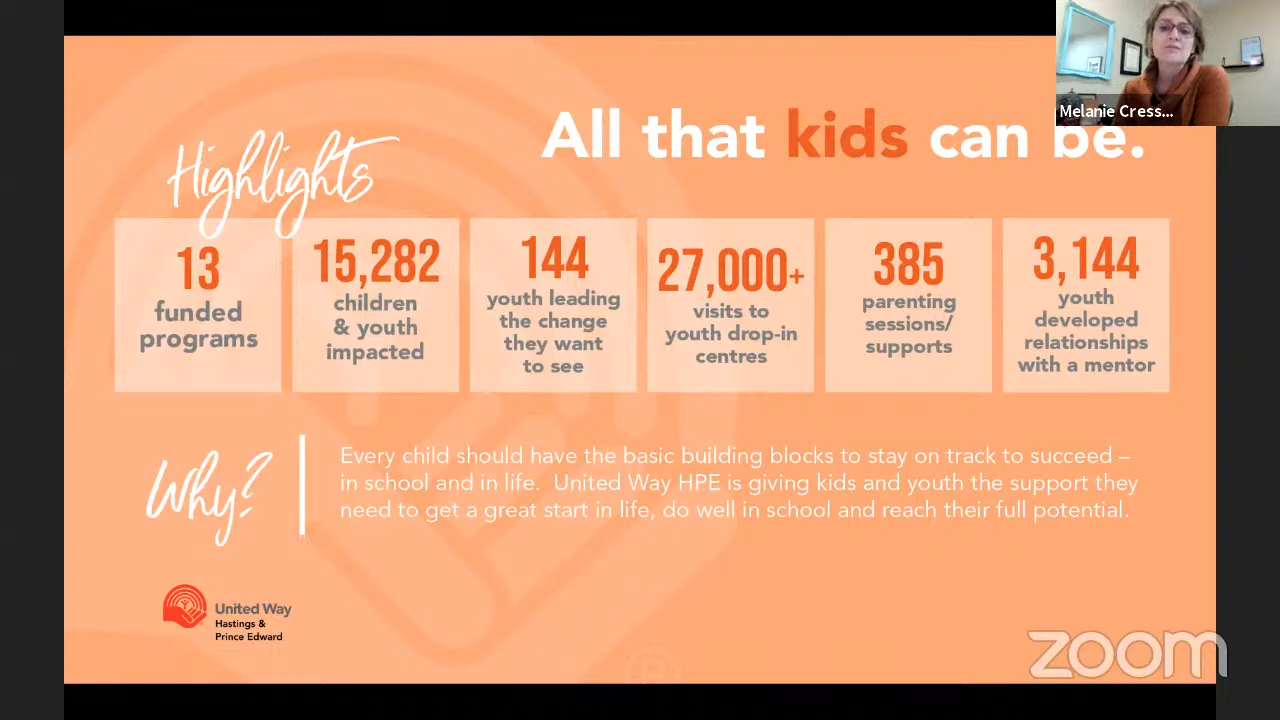 Melanie Cress...
All that kids can be.
Highlights
13
funded
programs
15,282
children
& youth
impacted
144
youth leading
the change
they want
to see
27,000+
visits to
youth drop-in
centres
385
parenting
sessions/
supports
3,144
youth
developed
relationships
with a mentor
Why?
Every child should have the basic building blocks to stay on track to succeed –
in school and in life.  United Way HPE is giving kids and youth the support they
need to get a great start in life, do well in school and reach their full potential.
United Way
Hastings &
Prince Edward
zoom